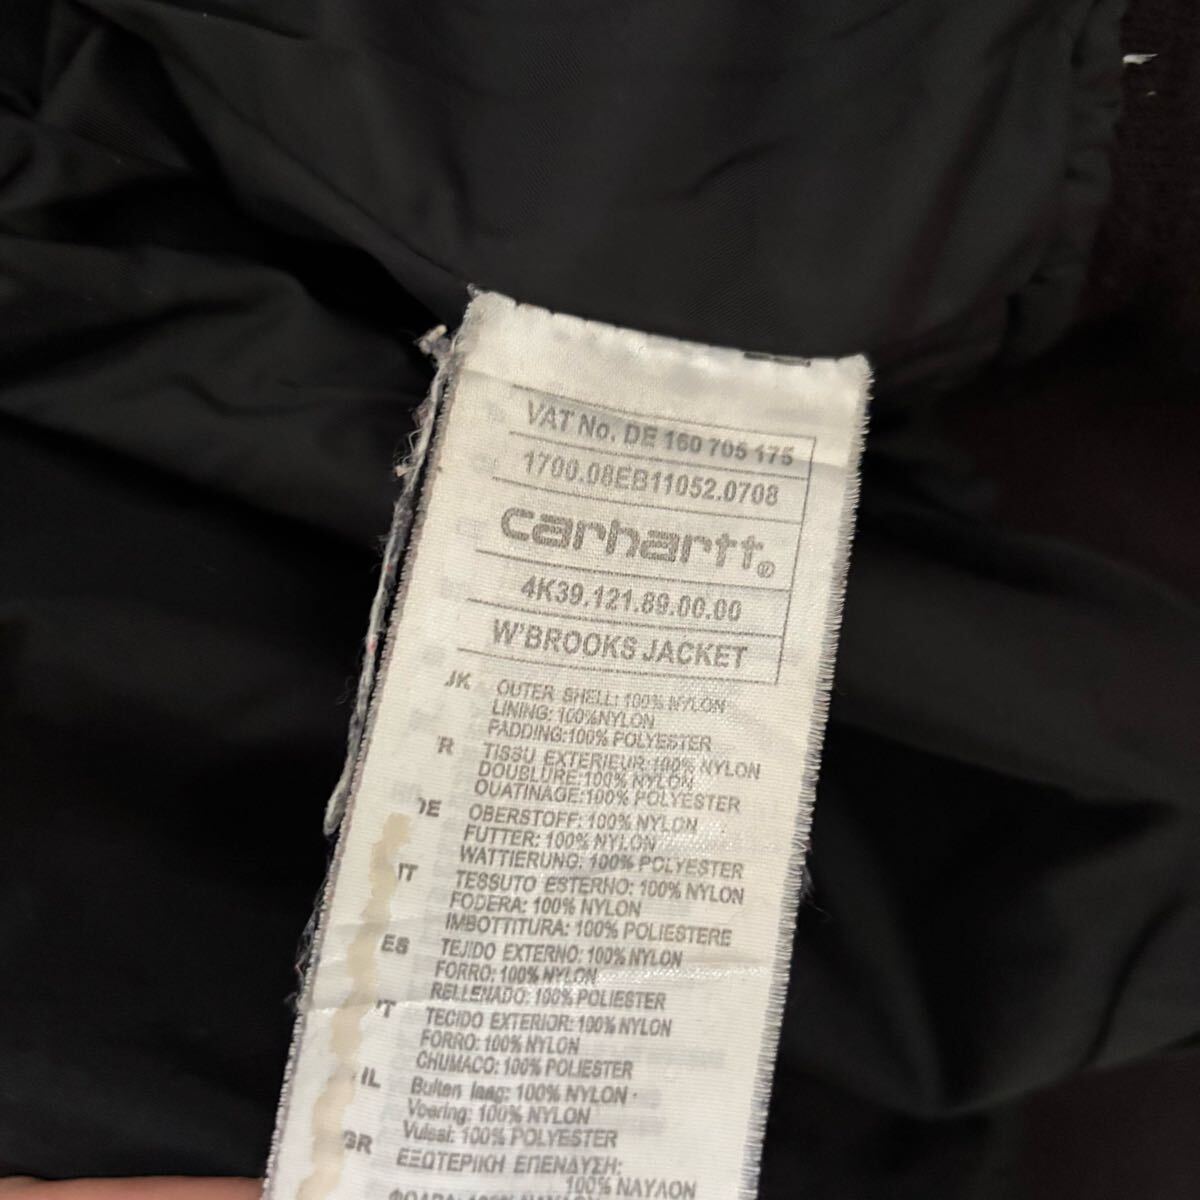 VAT No. DE 160 705 175
1700.08EB11052.0708
carhartt®
4K39.121.89.00.00
W'BROOKS JACKET
UK OUTER SHELL: 100% NYLON
LINING: 100%NYLON
PADDING:100% POLYESTER
R TISSU EXTERIEUR:100% NYLON
DOUBLURE:100% NYLON
OUATINAGE:100% POLYESTER
DE OBERSTOFF: 100% NYLON
FUTTER: 100% NYLON
WATTIERUNG: 100% POLYESTER
IT TESSUTO ESTERNO: 100% NYLON
FODERA: 100% NYLON
IMBOTTITURA: 100% POLIESTERE
ES TEJIDO EXTERNO: 100% NYLON
FORRO: 100% NYLON
RELLENADO: 100% POLIESTER
T TECIDO EXTERIOR: 100% NYLON
FORRO: 100% NYLON
CHUMACO: 100% POLIESTER
IL Buiten laag: 100% NYLON
Voering: 100% NYLON
Vulsel: 100% POLYESTER
GR ΕΞΩΤΕΡΙΚΗ ΕΠΕΝΔΥΣΗ:
100% ΝΑΥΛΟΝ